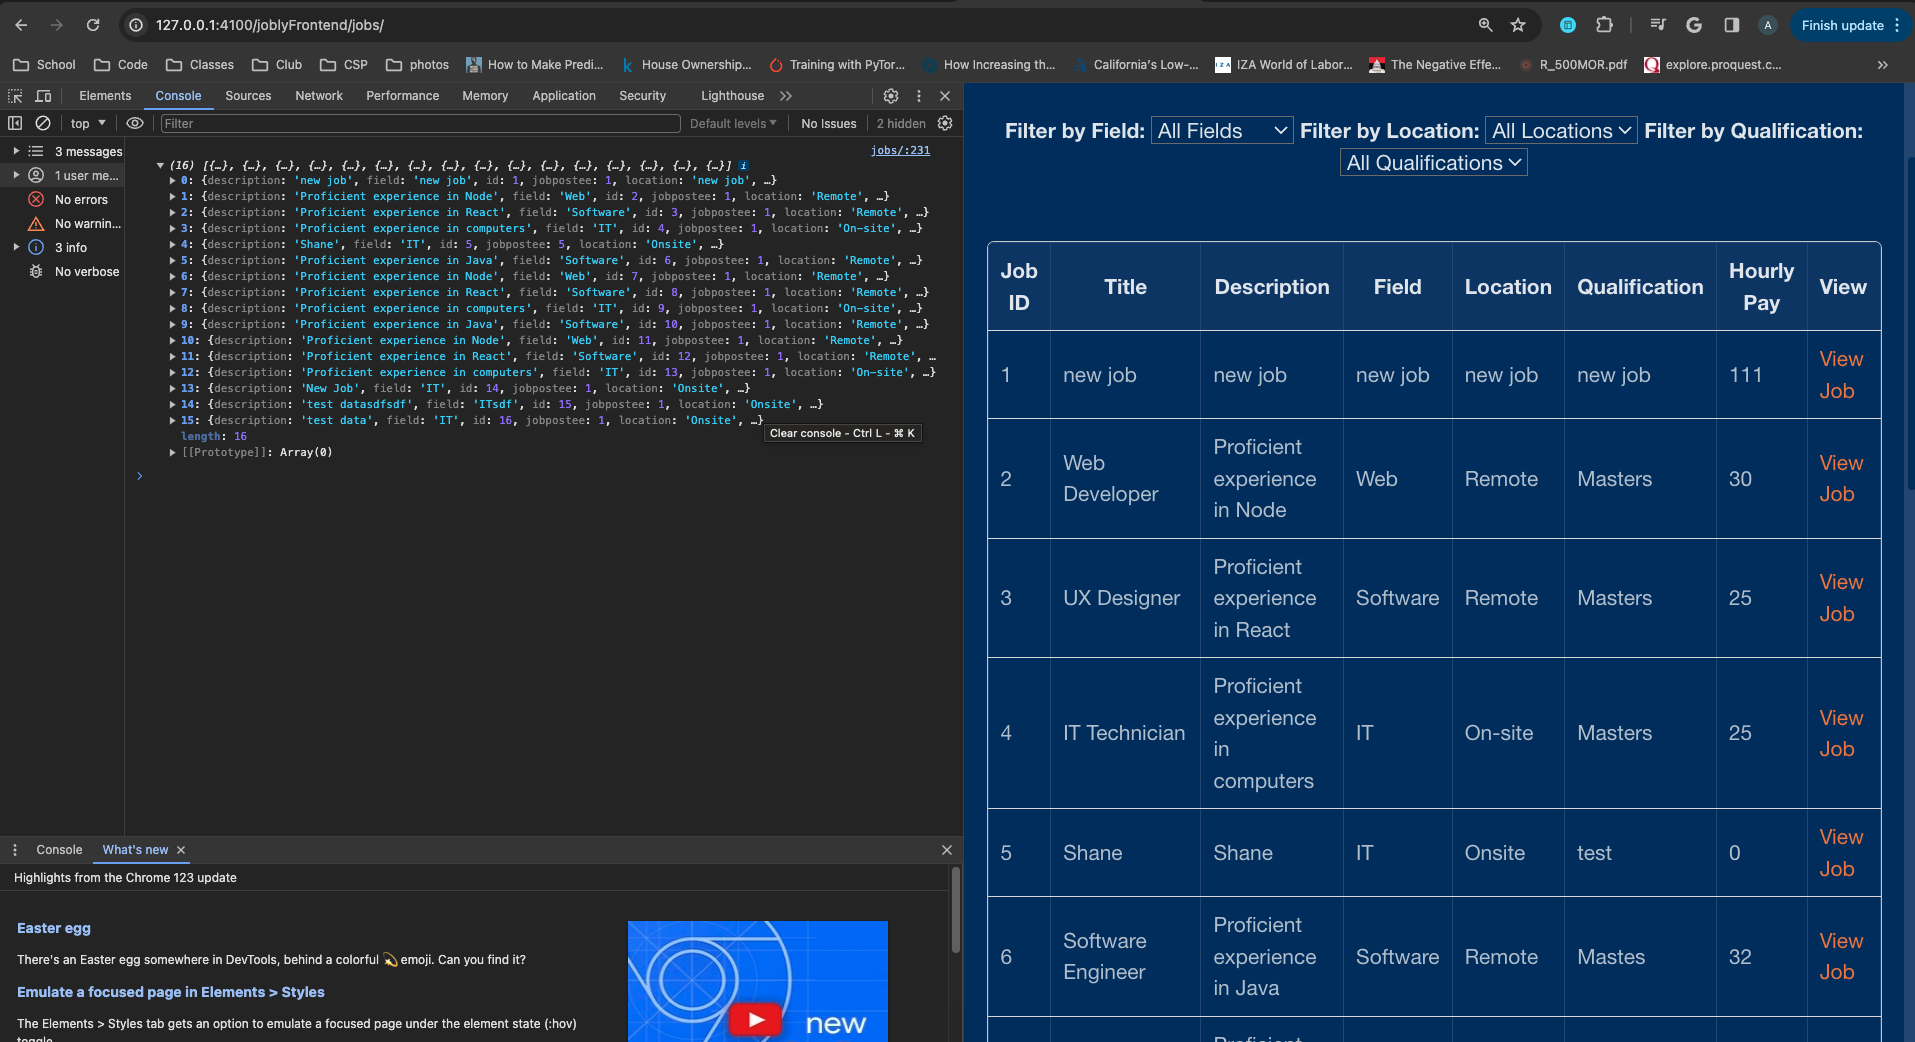 127.0.0.1:4100/joblyFrontend/jobs/
A
Finish update
School Code Classes Club CSP photos How to Make Predi... House Ownership... Training with PyTor... How Increasing th... California's Low-... IZA World of Labor... The Negative Effe... R_500MOR.pdf explore.proquest.c...
Elements Console Sources Network Performance Memory Application Security Lighthouse
top Filter Default levels No Issues 2 hidden
3 messages
1 user me...
No errors
No warnin...
3 info
No verbose
jobs/:231
(16) [{…}, {…}, {…}, {…}, {…}, {…}, {…}, {…}, {…}, {…}, {…}, {…}, {…}, {…}, {…}, {…}]
0: {description: 'new job', field: 'new job', id: 1, jobpostee: 1, location: 'new job', …}
1: {description: 'Proficient experience in Node', field: 'Web', id: 2, jobpostee: 1, location: 'Remote', …}
2: {description: 'Proficient experience in React', field: 'Software', id: 3, jobpostee: 1, location: 'Remote', …}
3: {description: 'Proficient experience in computers', field: 'IT', id: 4, jobpostee: 1, location: 'On-site', …}
4: {description: 'Shane', field: 'IT', id: 5, jobpostee: 5, location: 'Onsite', …}
5: {description: 'Proficient experience in Java', field: 'Software', id: 6, jobpostee: 1, location: 'Remote', …}
6: {description: 'Proficient experience in Node', field: 'Web', id: 7, jobpostee: 1, location: 'Remote', …}
7: {description: 'Proficient experience in React', field: 'Software', id: 8, jobpostee: 1, location: 'Remote', …}
8: {description: 'Proficient experience in computers', field: 'IT', id: 9, jobpostee: 1, location: 'On-site', …}
9: {description: 'Proficient experience in Java', field: 'Software', id: 10, jobpostee: 1, location: 'Remote', …}
10: {description: 'Proficient experience in Node', field: 'Web', id: 11, jobpostee: 1, location: 'Remote', …}
11: {description: 'Proficient experience in React', field: 'Software', id: 12, jobpostee: 1, location: 'Remote', …
12: {description: 'Proficient experience in computers', field: 'IT', id: 13, jobpostee: 1, location: 'On-site', …}
13: {description: 'New Job', field: 'IT', id: 14, jobpostee: 1, location: 'Onsite', …}
14: {description: 'test datasdfsdf', field: 'ITsdf', id: 15, jobpostee: 1, location: 'Onsite', …}
15: {description: 'test data', field: 'IT', id: 16, jobpostee: 1, location: 'Onsite', …}
Clear console - Ctrl L - ⌘ K
length: 16
[[Prototype]]: Array(0)
Console What's new
Highlights from the Chrome 123 update
Easter egg
There's an Easter egg somewhere in DevTools, behind a colorful 💫 emoji. Can you find it?
Emulate a focused page in Elements > Styles
The Elements > Styles tab gets an option to emulate a focused page under the element state (:hov)
toggle.
new
Filter by Field: All Fields Filter by Location: All Locations Filter by Qualification:
All Qualifications
Job ID Title Description Field Location Qualification Hourly Pay View
1 new job new job new job new job new job 111 View Job
2 Web Developer Proficient experience in Node Web Remote Masters 30 View Job
3 UX Designer Proficient experience in React Software Remote Masters 25 View Job
4 IT Technician Proficient experience in computers IT On-site Masters 25 View Job
5 Shane Shane IT Onsite test 0 View Job
6 Software Engineer Proficient experience in Java Software Remote Mastes 32 View Job